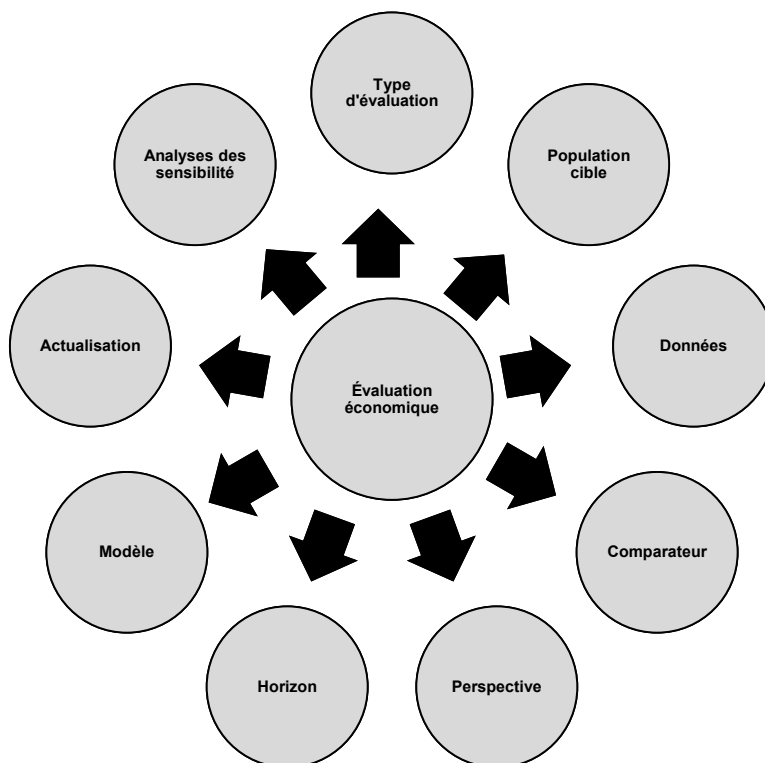 Type
d'évaluation
Population
cible
Données
Comparateur
Perspective
Horizon
Modèle
Actualisation
Analyses des
sensibilité
Évaluation
économique